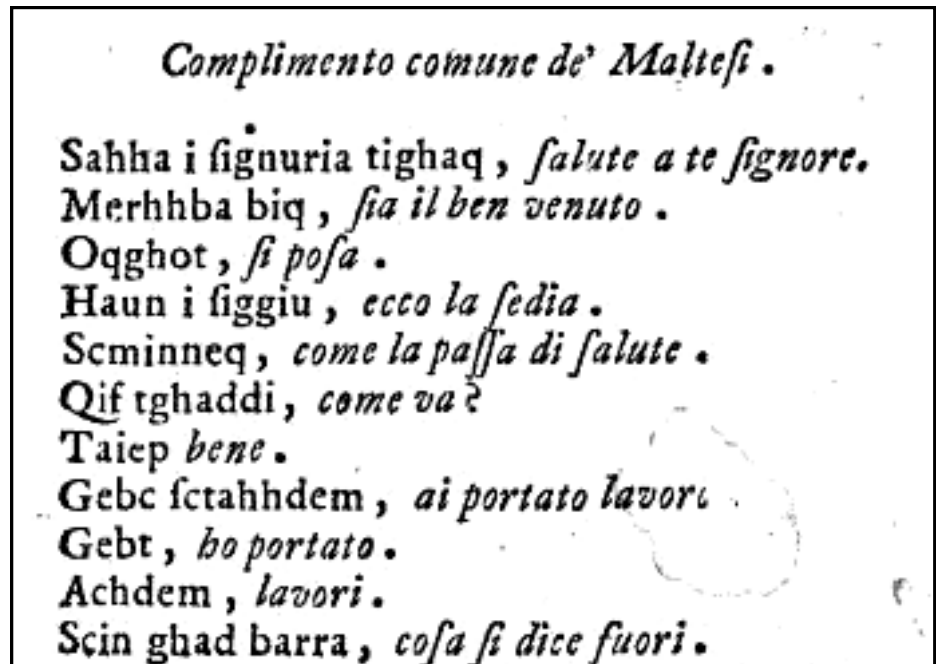 Complimento comune de' Malteſi.
Sahha i ſignuria tighaq, ſalute a te ſignore.
Merhhba biq, ſia il ben venuto.
Oqghot, ſi poſa.
Haun i ſiggiu, ecco la ſedia.
Scminneq, come la paſſa di ſalute.
Qif tghaddi, come va?
Taiep bene.
Gebc ſctahhdem, ai portato lavori
Gebt, ho portato.
Achdem, lavori.
Scin ghad barra, coſa ſi dice fuori.